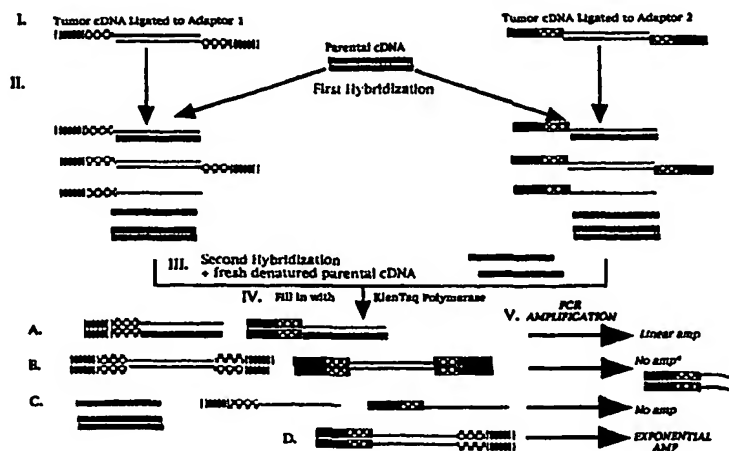 I.
Tumor cDNA Ligated to Adaptor 1
Tumor cDNA Ligated to Adaptor 2
Parental cDNA
II.
First Hybridization
III. Second Hybridization
+ fresh denatured parental cDNA
IV. Fill in with KlenTaq Polymerase
V. PCR
AMPLIFICATION
A.
Linear amp
B.
No amp*
C.
No amp
D.
EXPONENTIAL
AMP